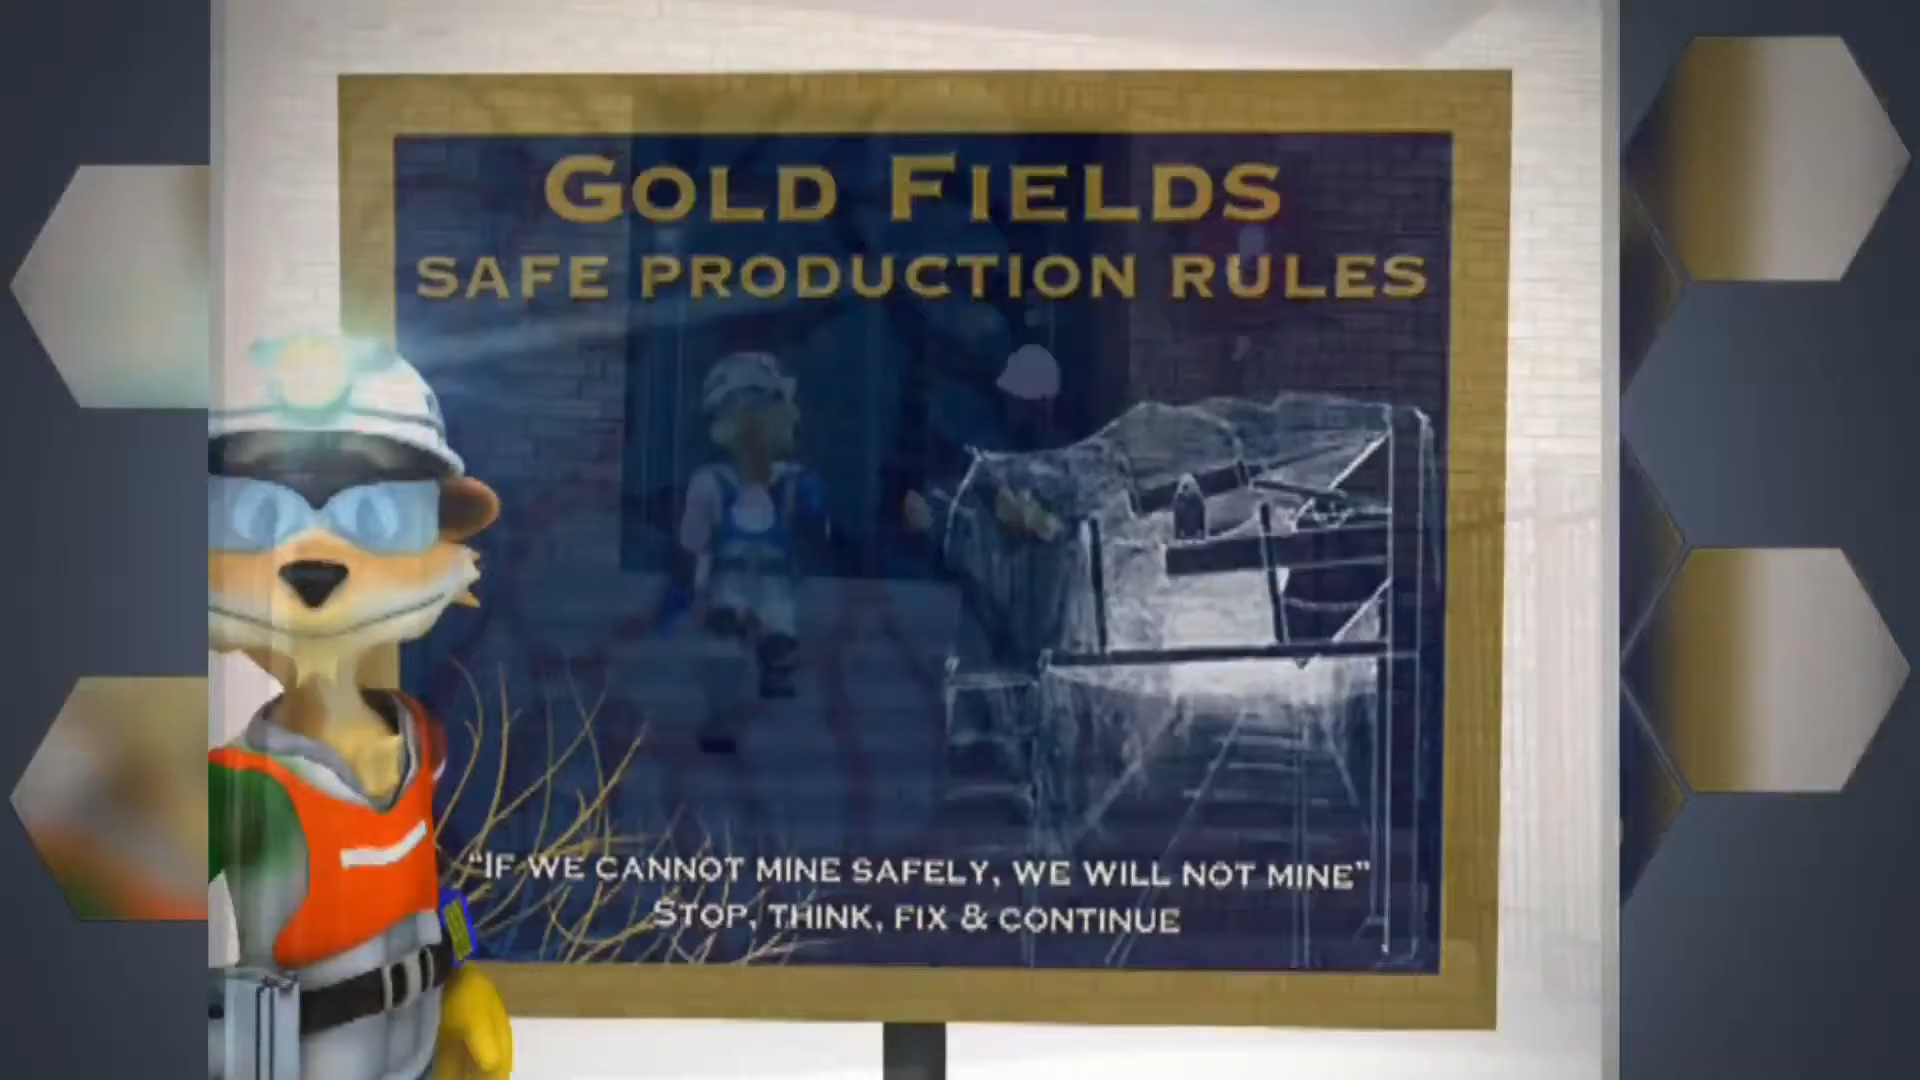 GOLD FIELDS
SAFE PRODUCTION RULES
“IF WE CANNOT MINE SAFELY, WE WILL NOT MINE”
STOP, THINK, FIX & CONTINUE